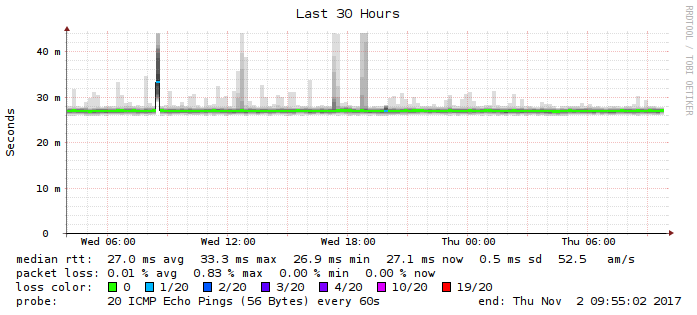 Last 30 Hours
RRDTOOL / TOBI OETIKER
Seconds
40 m
30 m
20 m
10 m
0
Wed 06:00 Wed 12:00 Wed 18:00 Thu 00:00 Thu 06:00
median rtt: 27.0 ms avg 33.3 ms max 26.9 ms min 27.1 ms now 0.5 ms sd 52.5 am/s
packet loss: 0.01 % avg 0.83 % max 0.00 % min 0.00 % now
loss color: 0 1/20 2/20 3/20 4/20 10/20 19/20
probe: 20 ICMP Echo Pings (56 Bytes) every 60s end: Thu Nov 2 09:55:02 2017